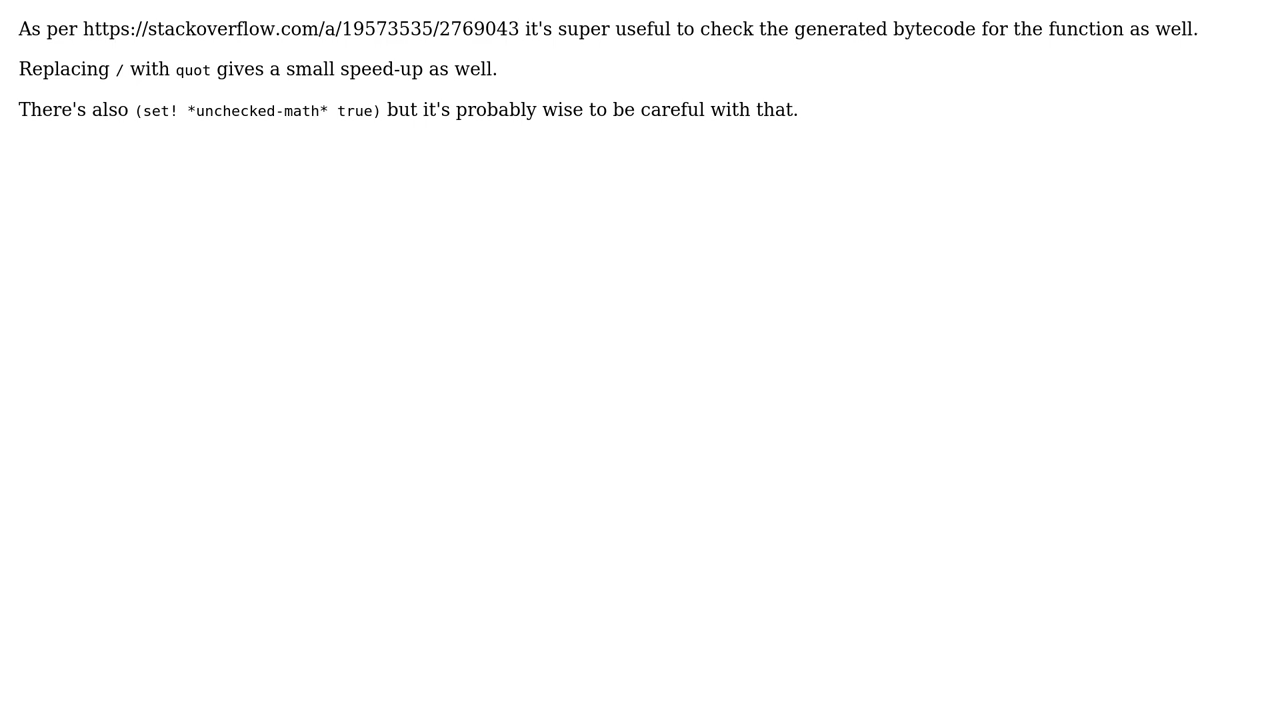 As per https://stackoverflow.com/a/19573535/2769043 it's super useful to check the generated bytecode for the function as well.
Replacing / with quot gives a small speed-up as well.
There's also (set! *unchecked-math* true) but it's probably wise to be careful with that.